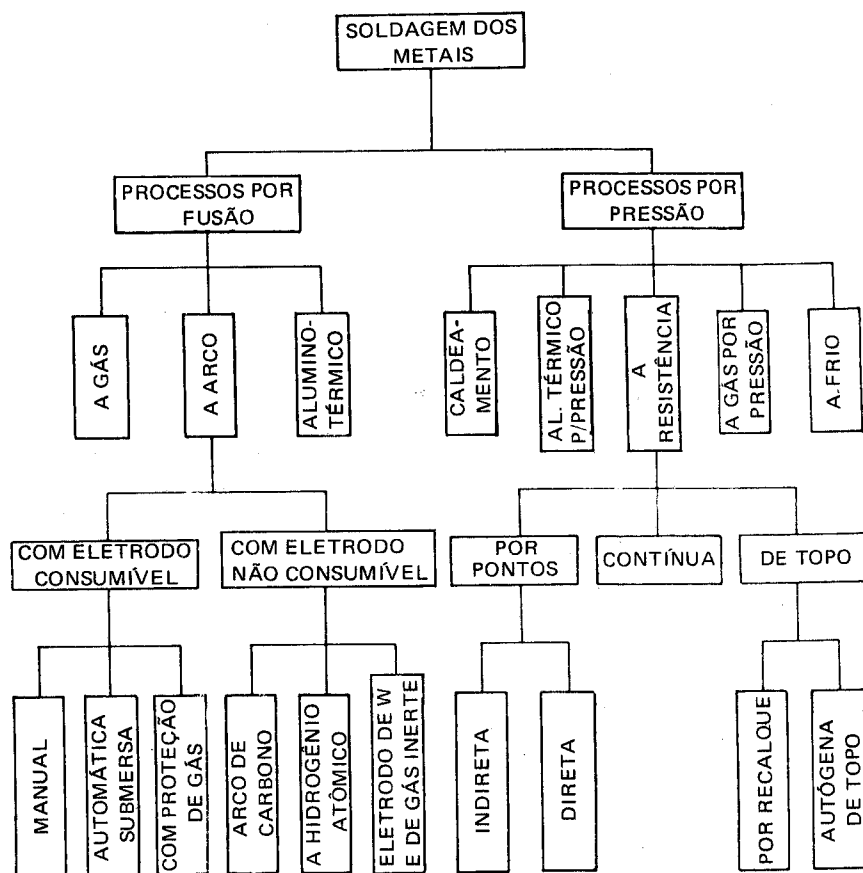 SOLDAGEM DOS
METAIS
PROCESSOS POR
FUSÃO
PROCESSOS POR
PRESSÃO
A GÁS
A ARCO
ALUMINO-
TÉRMICO
CALDEA-
MENTO
AL. TÉRMICO
P/PRESSÃO
A
RESISTÊNCIA
A GÁS POR
PRESSÃO
A. FRIO
COM ELETRODO
CONSUMÍVEL
COM ELETRODO
NÃO CONSUMÍVEL
POR
PONTOS
CONTÍNUA
DE TOPO
MANUAL
AUTOMÁTICA
SUBMERSA
COM PROTEÇÃO
DE GÁS
ARCO DE
CARBONO
A HIDROGÊNIO
ATÔMICO
ELETRODO DE W
E DE GÁS INERTE
INDIRETA
DIRETA
POR RECALQUE
AUTÓGENA
DE TOPO